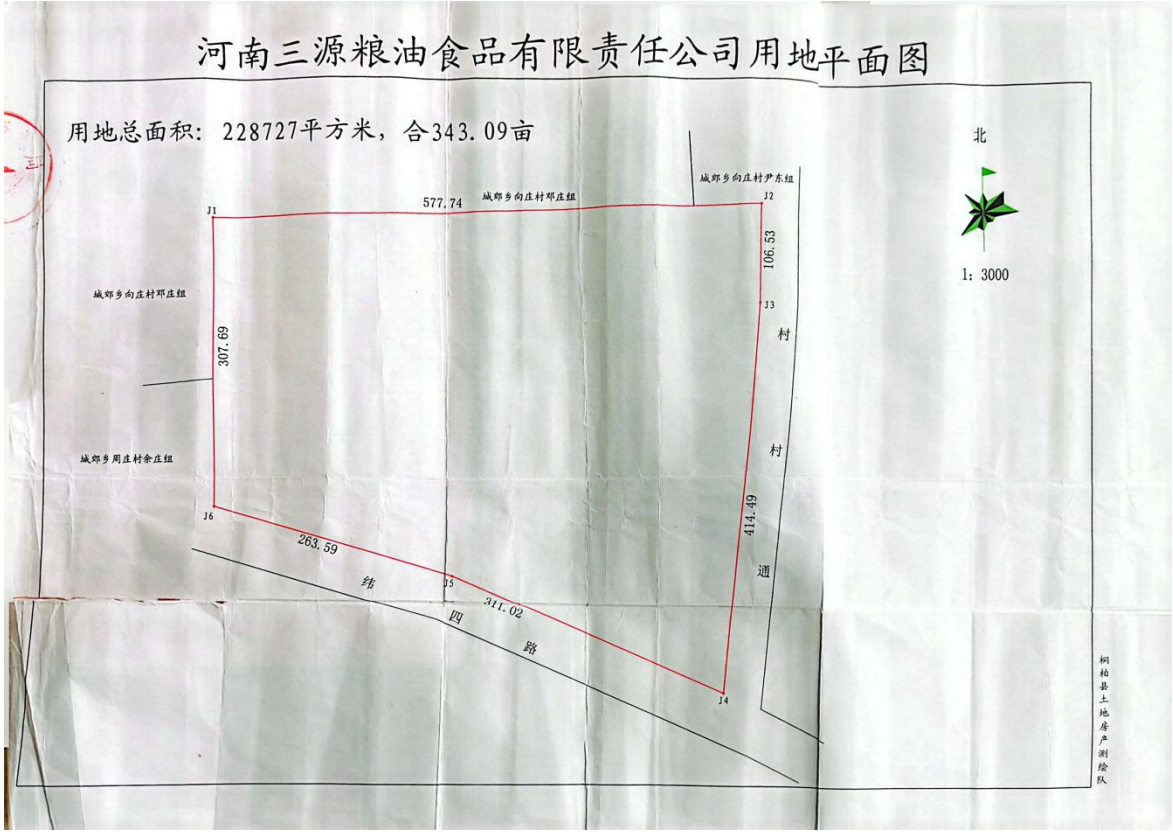 河南三源粮油食品有限责任公司用地平面图
用地总面积: 228727平方米, 合343.09亩
北
1: 3000
城郊乡向庄村尹东组
城郊乡向庄村邓庄组
577.74
J1
J2
106.53
J3
城郊乡向庄村邓庄组
307.69
城郊乡周庄村余庄组
村
村
通
414.49
J6
263.59
J5
311.02
J4
纬
四
路
桐柏县土地房产测绘队
三